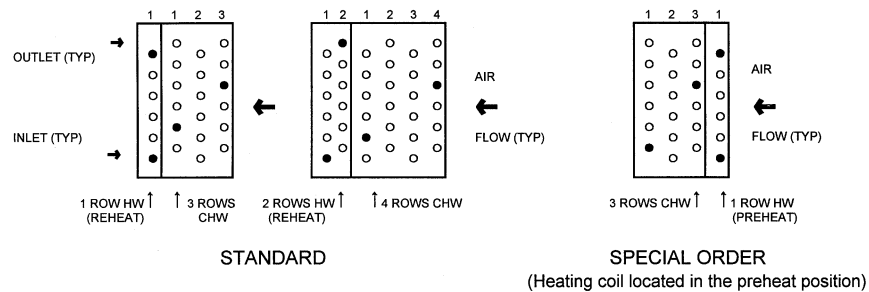 1 1 2 3
1 2 1 2 3 4
1 2 3 1
OUTLET (TYP)
INLET (TYP)
AIR
FLOW (TYP)
AIR
FLOW (TYP)
1 ROW HW
(REHEAT)
3 ROWS
CHW
2 ROWS HW
(REHEAT)
4 ROWS CHW
3 ROWS CHW
1 ROW HW
(PREHEAT)
STANDARD
SPECIAL ORDER
(Heating coil located in the preheat position)